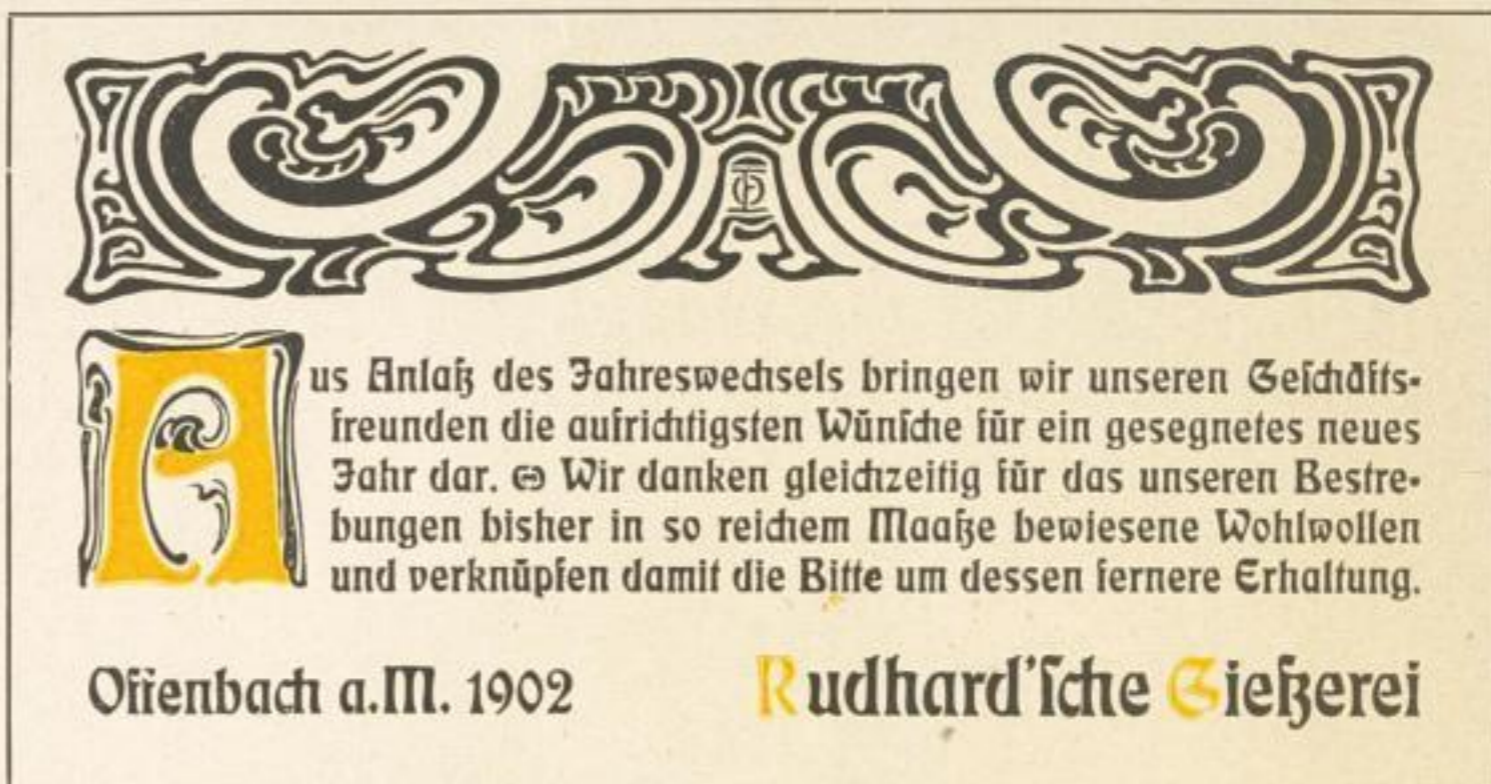 Aus Anlaß des Jahreswechsels bringen wir unseren Geschäfts-
freunden die aufrichtigsten Wünsche für ein gesegnetes neues
Jahr dar. Wir danken gleichzeitig für das unseren Bestre-
bungen bisher in so reichem Maaße bewiesene Wohlwollen
und verknüpfen damit die Bitte um dessen fernere Erhaltung.
Offenbach a.M. 1902
Rudhard'sche Gießerei